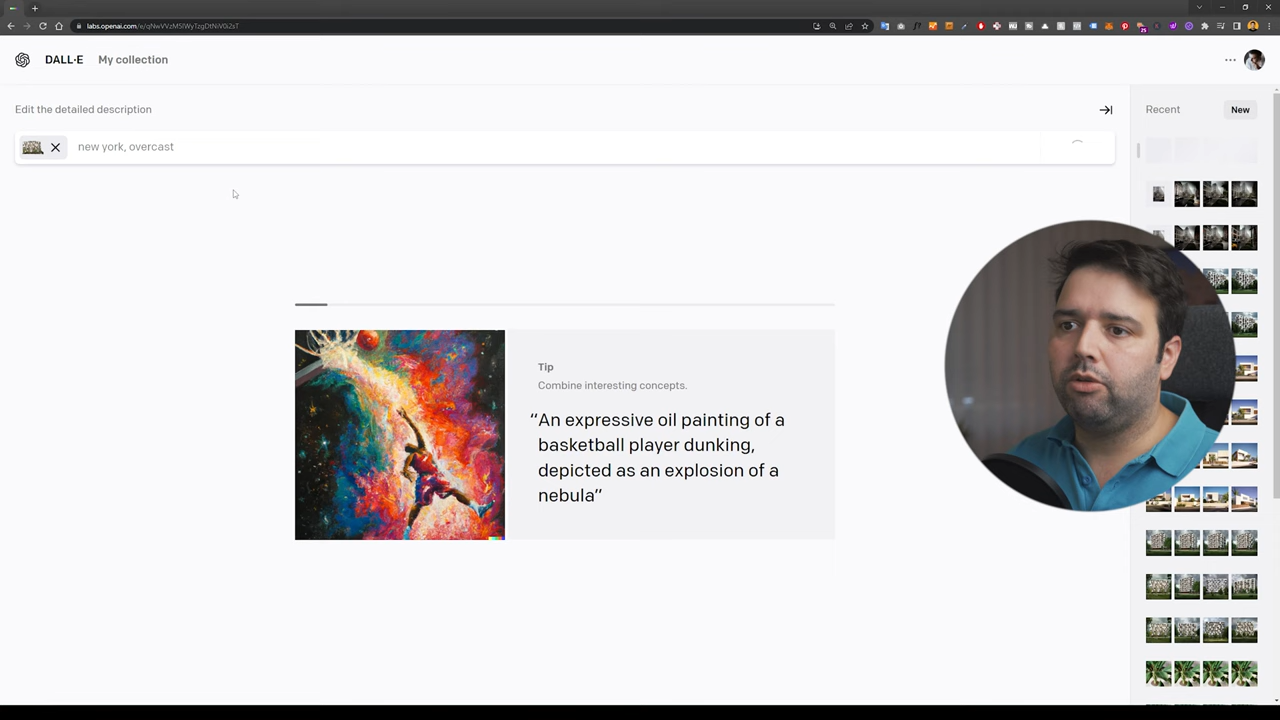 labs.openai.com/e/qNwVVzM5IWyTzgDtNiV0i2sT
DALL·E
My collection
Edit the detailed description
Recent
New
new york, overcast
Tip
Combine interesting concepts.
“An expressive oil painting of a
basketball player dunking,
depicted as an explosion of a
nebula”